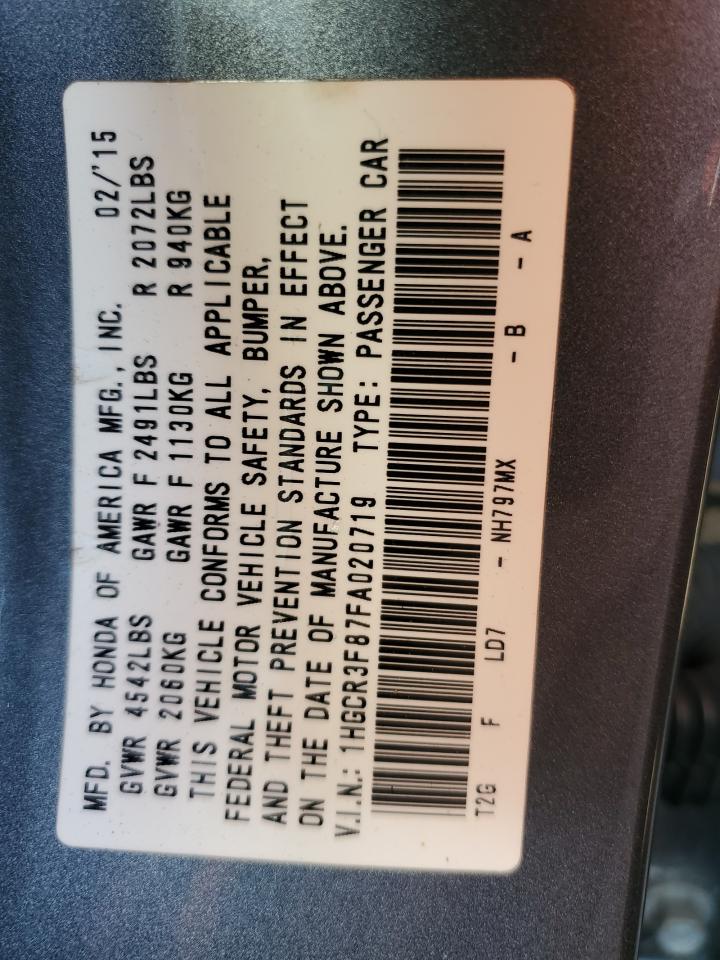 MFD. BY HONDA OF AMERICA MFG., INC. 02/'15
GVWR 4542LBS GAWR F 2491LBS R 2072LBS
GVWR 2060KG GAWR F 1130KG R 940KG
THIS VEHICLE CONFORMS TO ALL APPLICABLE
FEDERAL MOTOR VEHICLE SAFETY, BUMPER,
AND THEFT PREVENTION STANDARDS IN EFFECT
ON THE DATE OF MANUFACTURE SHOWN ABOVE.
V.I.N.: 1HGCR3F87FA020719 TYPE: PASSENGER CAR
T2G F LD7 - NH797MX - B - A